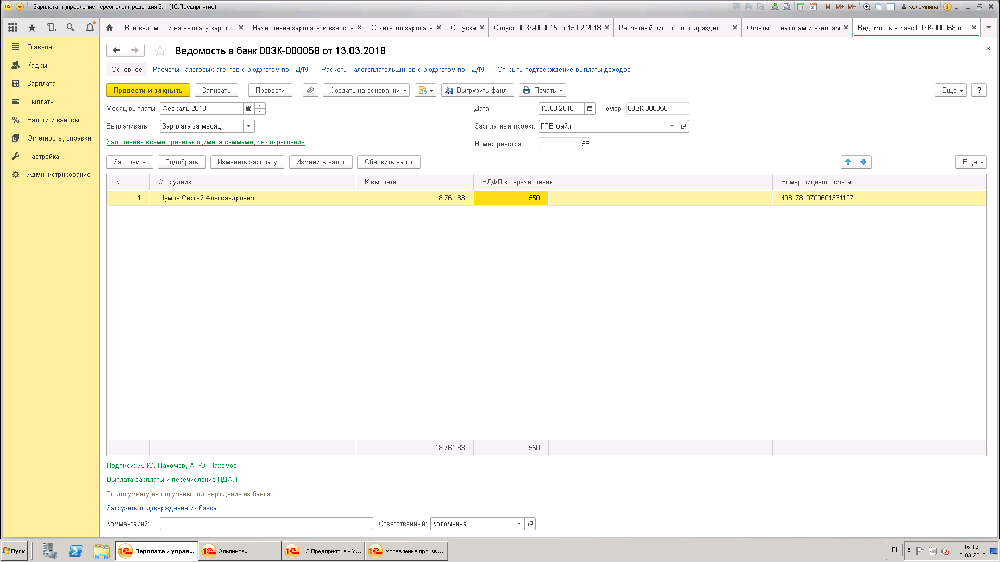 Зарплата и управление персоналом, редакция 3.1 (1С:Предприятие)
M M+ M- Коломнина
Все ведомости на выплату зарпл...
Начисление зарплаты и взносов
Отчеты по зарплате
Отпуска
Отпуск 003К-000015 от 15.02.2018
Расчетный листок по подраздел...
Отчеты по налогам и взносам
Ведомость в банк 003К-000058 о...
Главное
Кадры
Зарплата
Выплаты
Налоги и взносы
Отчетность, справки
Настройка
Администрирование
Ведомость в банк 003К-000058 от 13.03.2018
Основное Расчеты налоговых агентов с бюджетом по НДФЛ Расчеты налогоплательщиков с бюджетом по НДФЛ Открыть подтверждение выплаты доходов
Провести и закрыть Записать Провести Создать на основании Выгрузить файл Печать Еще ?
Месяц выплаты: Февраль 2018 Дата: 13.03.2018 Номер: 003К-000058
Выплачивать: Зарплата за месяц Зарплатный проект: ГПБ файл
Заполнение всеми причитающимися суммами, без округления Номер реестра: 58
Заполнить Подобрать Изменить зарплату Изменить налог Обновить налог Еще
N Сотрудник К выплате НДФЛ к перечислению Номер лицевого счета
1 Шумов Сергей Александрович 18 761,83 550 40817810700601361127
18 761,83 550
Подписи: А. Ю. Пахомов, А. Ю. Пахомов
Выплата зарплаты и перечисление НДФЛ
По документу не получены подтверждения из банка
Загрузить подтверждение из банка
Комментарий: ... Ответственный: Коломнина
Пуск Зарплата и управ... Альпинтех 1С:Предприятие - У... Управление произв... RU 16:13
13.03.2018